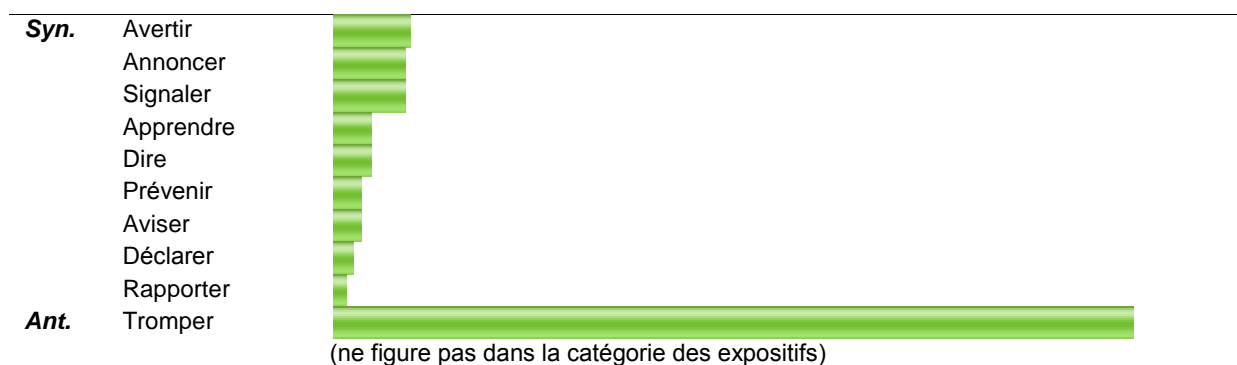 Syn. Avertir
Annoncer
Signaler
Apprendre
Dire
Prévenir
Aviser
Déclarer
Rapporter
Ant. Tromper
(ne figure pas dans la catégorie des expositifs)